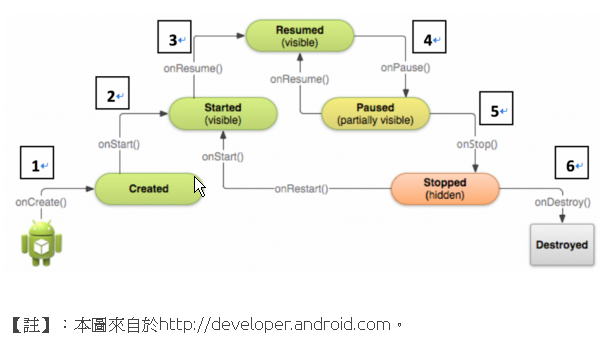 Resumed
(visible)
3↵
4↵
onResume()
onResume()
onPause()
2↵
Started
(visible)
Paused
(partially visible)
5↵
onStart()
onStart()
onStop()
1↵
6↵
Created
onRestart()
Stopped
(hidden)
onCreate()
onDestroy()
Destroyed
【註】：本圖來自於http://developer.android.com。